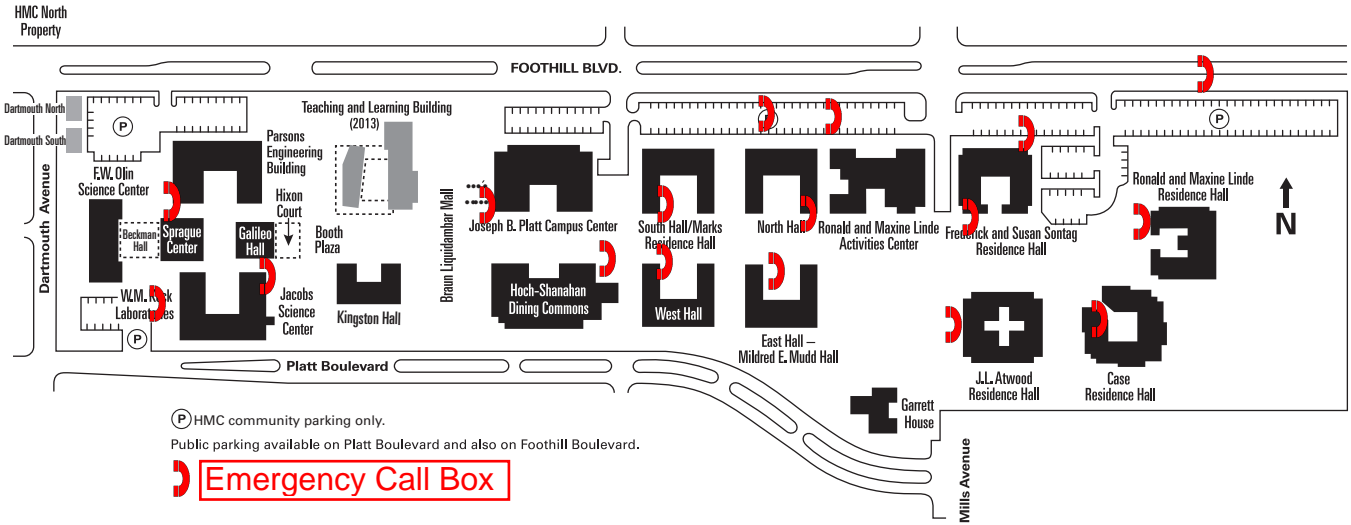 HMC North
Property
FOOTHILL BLVD.
Dartmouth North
Dartmouth South
P
Teaching and Learning Building
(2013)
Parsons
Engineering
Building
P
P
F.W. Olin
Science Center
Hixon
Court
Ronald and Maxine Linde
Residence Hall
N
Dartmouth Avenue
Beckman
Hall
Sprague
Center
Galileo
Hall
Booth
Plaza
Braun Liquidambar Mall
Joseph B. Platt Campus Center
South Hall/Marks
Residence Hall
North Hall
Ronald and Maxine Linde
Activities Center
Frederick and Susan Sontag
Residence Hall
W.M. Keck
Laboratories
P
Jacobs
Science
Center
Kingston Hall
Hoch-Shanahan
Dining Commons
West Hall
East Hall –
Mildred E. Mudd Hall
J.L. Atwood
Residence Hall
Case
Residence Hall
Platt Boulevard
Garrett
House
Mills Avenue
P HMC community parking only.
Public parking available on Platt Boulevard and also on Foothill Boulevard.
Emergency Call Box